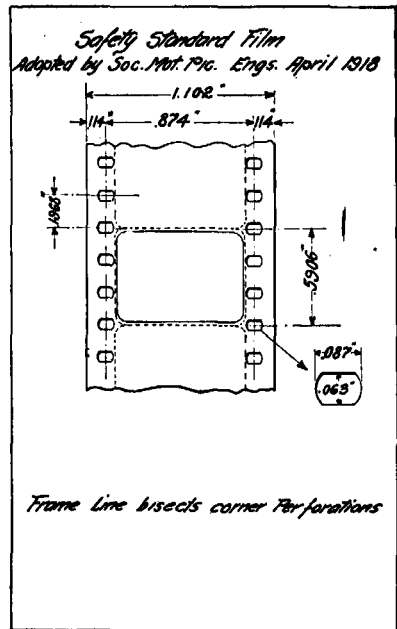 Safety Standard Film
Adopted by Soc. Mot. Pic. Engs. April 1918
1.102"
.114" .874" .114"
.1968"
.5906"
.087"
.063"
Frame Line bisects corner Perforations